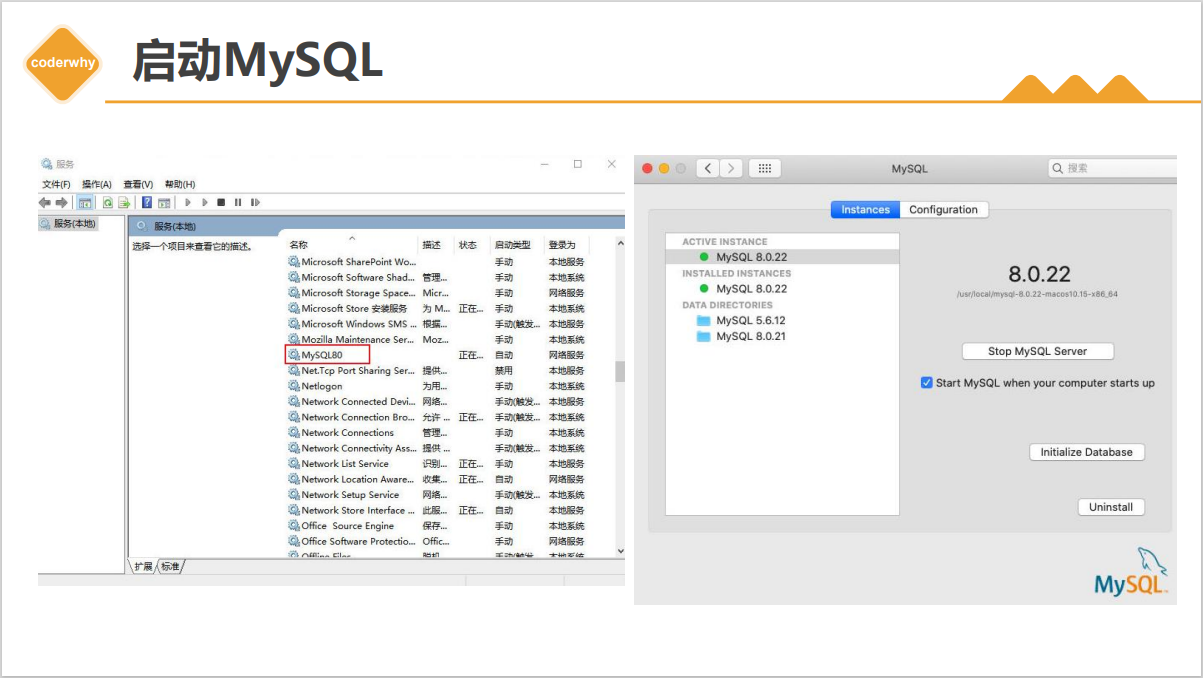 coderwhy
启动MySQL
服务
文件(F) 操作(A) 查看(V) 帮助(H)
服务(本地)
服务(本地)
选择一个项目来查看它的描述。
名称 描述 状态 启动类型 登录为
Microsoft SharePoint Wo... 手动 本地服务
Microsoft Software Shad... 管理... 手动 本地系统
Microsoft Storage Space... Micr... 手动 网络服务
Microsoft Store 安装服务 为 M... 正在... 手动 本地系统
Microsoft Windows SMS ... 根据... 手动(触发... 本地服务
Mozilla Maintenance Ser... Moz... 手动 本地系统
MySQL80 正在... 自动 网络服务
Net.Tcp Port Sharing Ser... 提供... 禁用 本地服务
Netlogon 为用... 手动 本地系统
Network Connected Devi... 网络... 手动(触发... 本地服务
Network Connection Bro... 允许 ... 正在... 手动(触发... 本地系统
Network Connections 管理... 手动 本地系统
Network Connectivity Ass... 提供 ... 手动(触发... 本地系统
Network List Service 识别... 正在... 手动 本地服务
Network Location Aware... 收集... 正在... 自动 网络服务
Network Setup Service 网络... 手动(触发... 本地系统
Network Store Interface ... 此服... 正在... 自动 本地服务
Office  Source Engine 保存... 手动 本地系统
Office Software Protectio... Offic... 手动 网络服务
Offline Files 脱机... 手动(触发... 本地系统
扩展 标准
MySQL
搜索
Instances Configuration
ACTIVE INSTANCE
MySQL 8.0.22
INSTALLED INSTANCES
MySQL 8.0.22
DATA DIRECTORIES
MySQL 5.6.12
MySQL 8.0.21
8.0.22
/usr/local/mysql-8.0.22-macos10.15-x86_64
Stop MySQL Server
Start MySQL when your computer starts up
Initialize Database
Uninstall
MySQL™